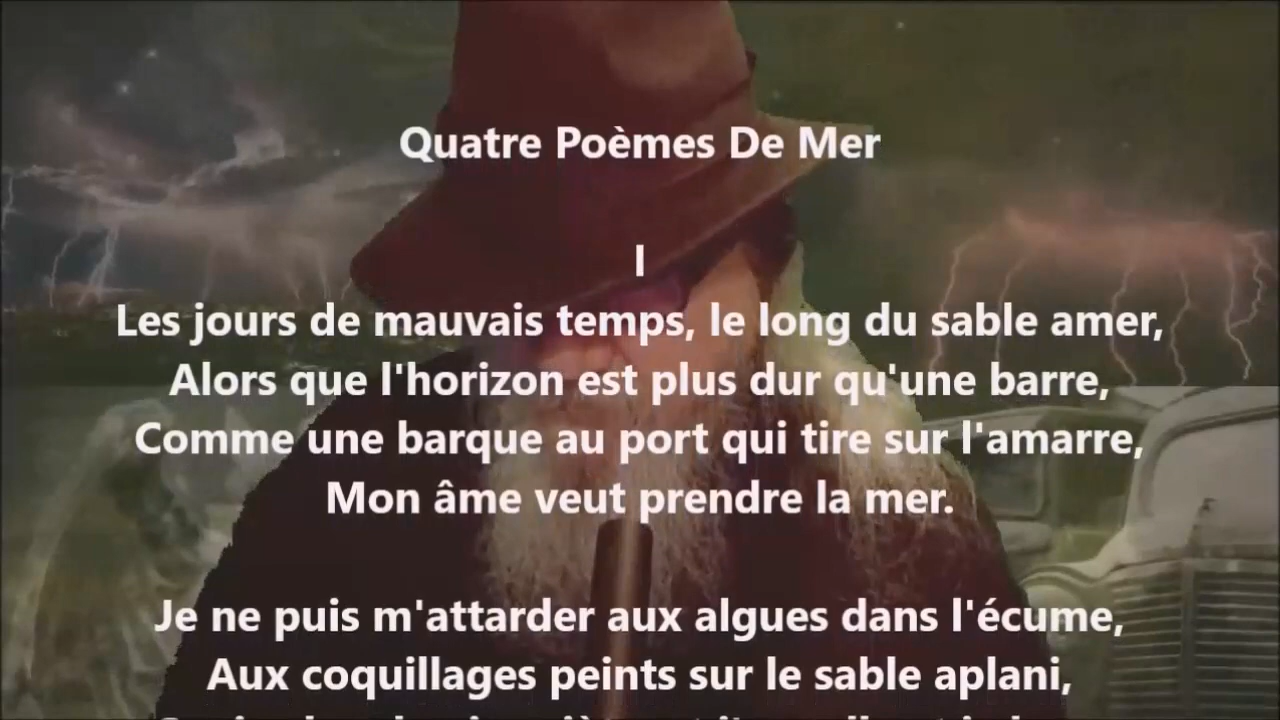 Quatre Poèmes De Mer
I
Les jours de mauvais temps, le long du sable amer,
Alors que l'horizon est plus dur qu'une barre,
Comme une barque au port qui tire sur l'amarre,
Mon âme veut prendre la mer.
Je ne puis m'attarder aux algues dans l'écume,
Aux coquillages peints sur le sable aplani,